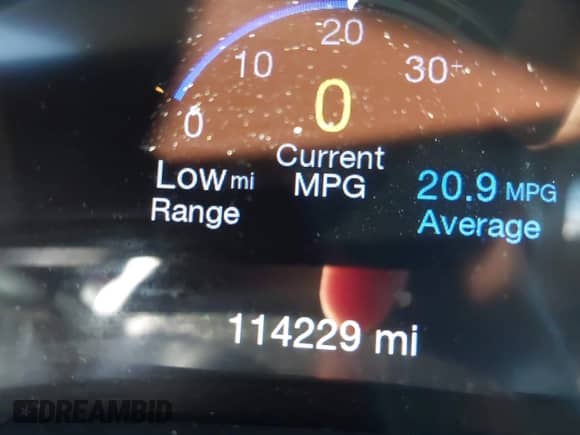 20
10
30+
0
0
Current
MPG
Low mi
Range
20.9 MPG
Average
114229 mi
DREAMBID